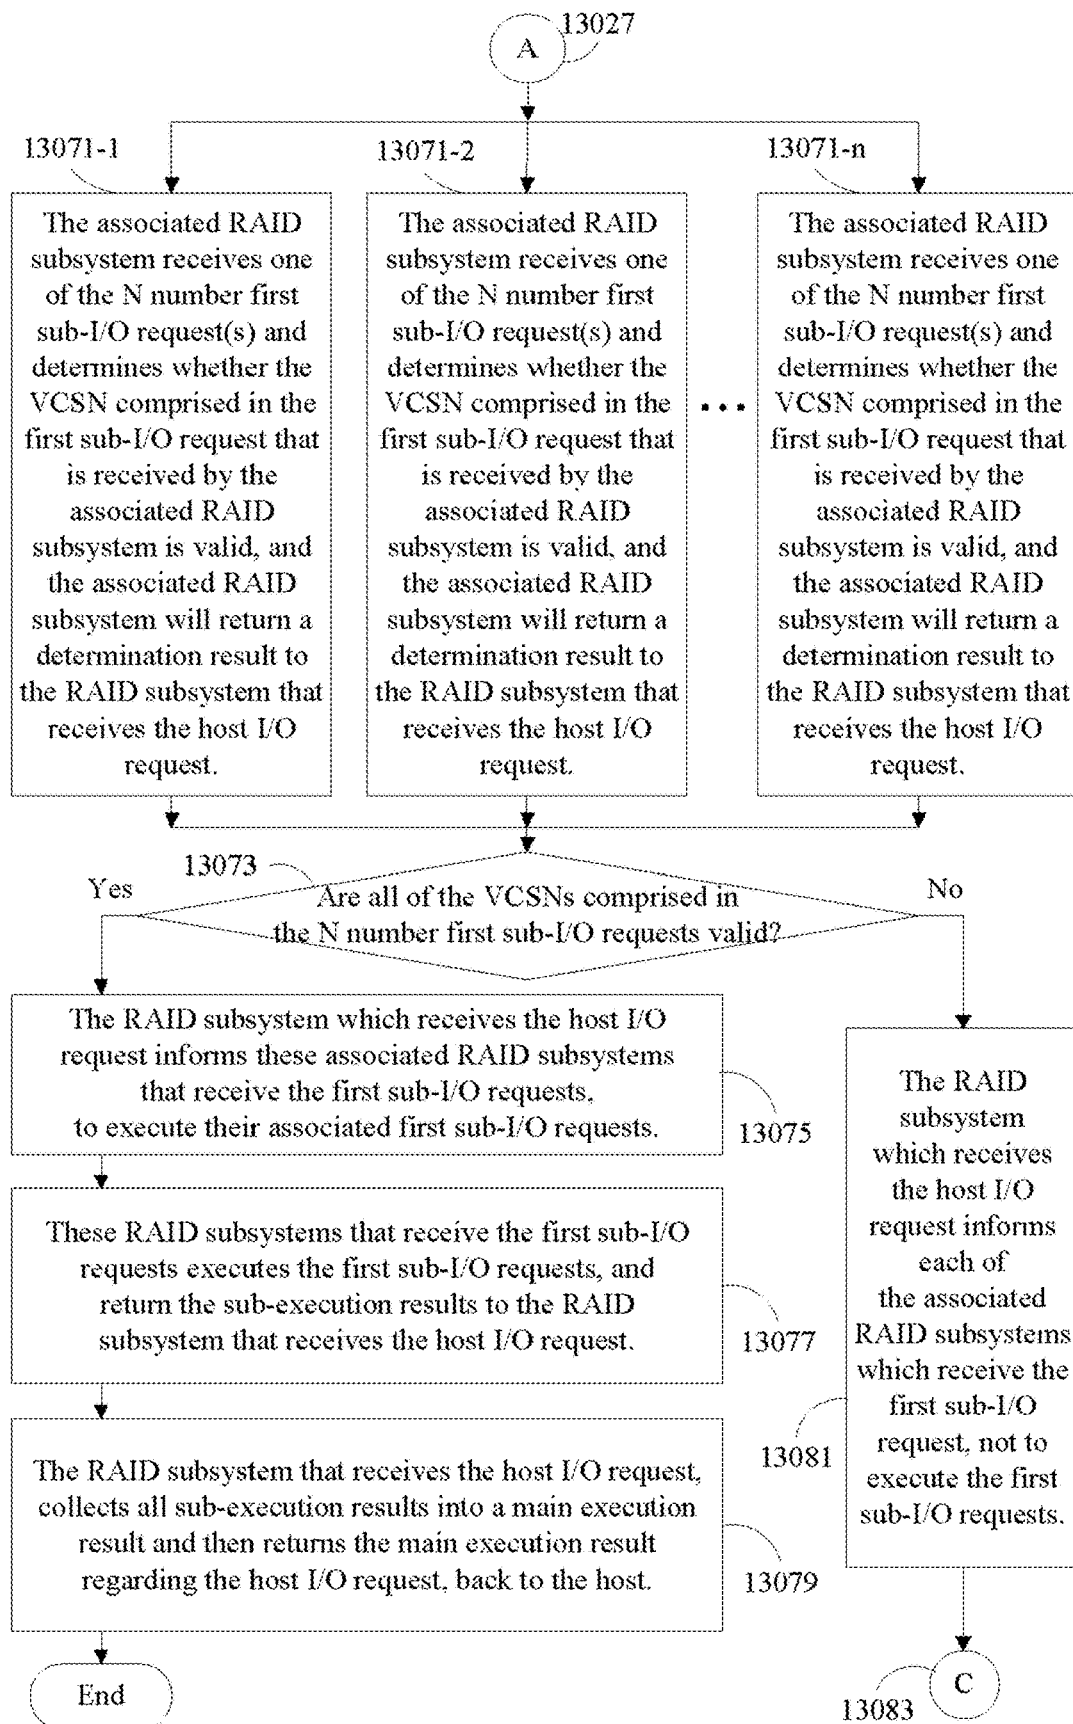 A
13027
13071-1
13071-2
13071-n
The associated RAID
subsystem receives one
of the N number first
sub-I/O request(s) and
determines whether the
VCSN comprised in the
first sub-I/O request that
is received by the
associated RAID
subsystem is valid, and
the associated RAID
subsystem will return a
determination result to
the RAID subsystem that
receives the host I/O
request.
The associated RAID
subsystem receives one
of the N number first
sub-I/O request(s) and
determines whether the
VCSN comprised in the
first sub-I/O request that
is received by the
associated RAID
subsystem is valid, and
the associated RAID
subsystem will return a
determination result to
the RAID subsystem that
receives the host I/O
request.
...
The associated RAID
subsystem receives one
of the N number first
sub-I/O request(s) and
determines whether the
VCSN comprised in the
first sub-I/O request that
is received by the
associated RAID
subsystem is valid, and
the associated RAID
subsystem will return a
determination result to
the RAID subsystem that
receives the host I/O
request.
13073
Yes
No
Are all of the VCSNs comprised in
the N number first sub-I/O requests valid?
The RAID subsystem which receives the host I/O
request informs these associated RAID subsystems
that receive the first sub-I/O requests,
to execute their associated first sub-I/O requests.
13075
These RAID subsystems that receive the first sub-I/O
requests executes the first sub-I/O requests, and
return the sub-execution results to the RAID
subsystem that receives the host I/O request.
13077
The RAID subsystem that receives the host I/O request,
collects all sub-execution results into a main execution
result and then returns the main execution result
regarding the host I/O request, back to the host.
13079
End
The RAID
subsystem
which receives
the host I/O
request informs
each of
the associated
RAID subsystems
which receive the
first sub-I/O
request, not to
execute the first
sub-I/O requests.
13081
C
13083